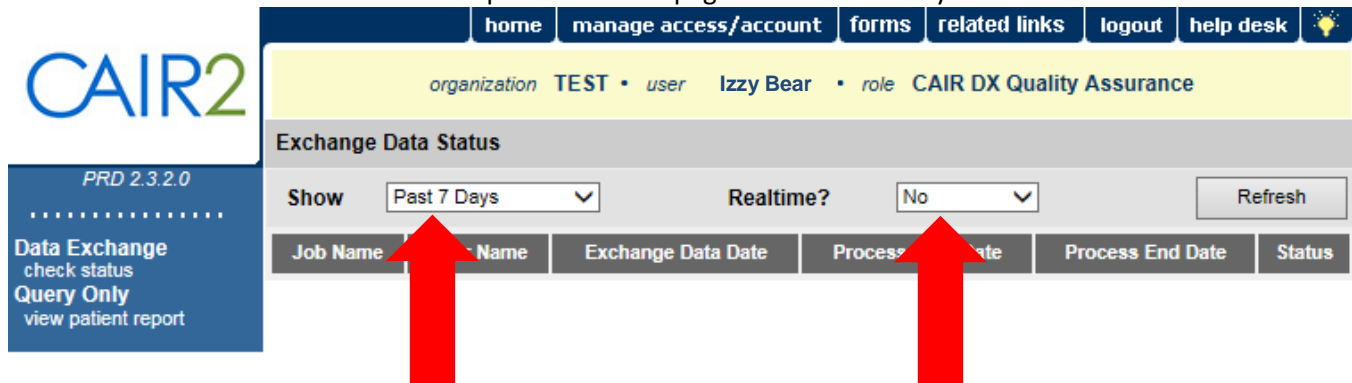 home manage access/account forms related links logout help desk
CAIR2
organization TEST • user Izzy Bear • role CAIR DX Quality Assurance
Exchange Data Status
PRD 2.3.2.0
Show Past 7 Days Realtime? No Refresh
Job Name Name Exchange Data Date Process Process End Date Status
Data Exchange
check status
Query Only
view patient report